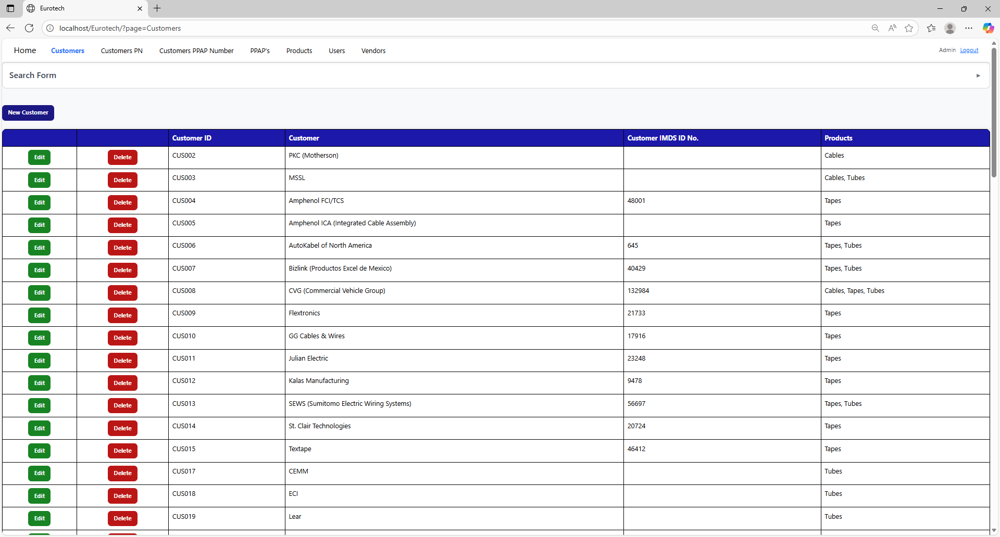 Eurotech
localhost/Eurotech/?page=Customers
Home Customers Customers PN Customers PPAP Number PPAP's Products Users Vendors Admin Logout
Search Form
New Customer
Customer ID Customer Customer IMDS ID No. Products
Edit Delete CUS002 PKC (Motherson) Cables
Edit Delete CUS003 MSSL Cables, Tubes
Edit Delete CUS004 Amphenol FCI/TCS 48001 Tapes
Edit Delete CUS005 Amphenol ICA (Integrated Cable Assembly) Tapes
Edit Delete CUS006 AutoKabel of North America 645 Tapes, Tubes
Edit Delete CUS007 Bizlink (Productos Excel de Mexico) 40429 Tapes, Tubes
Edit Delete CUS008 CVG (Commercial Vehicle Group) 132984 Cables, Tapes, Tubes
Edit Delete CUS009 Flextronics 21733 Tapes
Edit Delete CUS010 GG Cables & Wires 17916 Tapes
Edit Delete CUS011 Julian Electric 23248 Tapes
Edit Delete CUS012 Kalas Manufacturing 9478 Tapes
Edit Delete CUS013 SEWS (Sumitomo Electric Wiring Systems) 56697 Tapes, Tubes
Edit Delete CUS014 St. Clair Technologies 20724 Tapes
Edit Delete CUS015 Textape 46412 Tapes
Edit Delete CUS017 CEMM Tubes
Edit Delete CUS018 ECI Tubes
Edit Delete CUS019 Lear Tubes